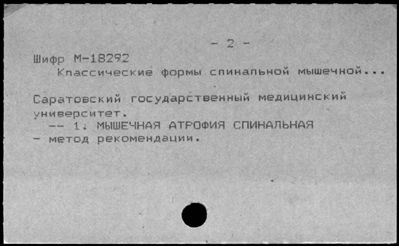 - 2 -
Шифр М-18292
Классические формы спинальной мышечной...
Саратовский государственный медицинский
университет.
-- 1. МЫШЕЧНАЯ АТРОФИЯ СПИНАЛЬНАЯ
- метод рекомендации.